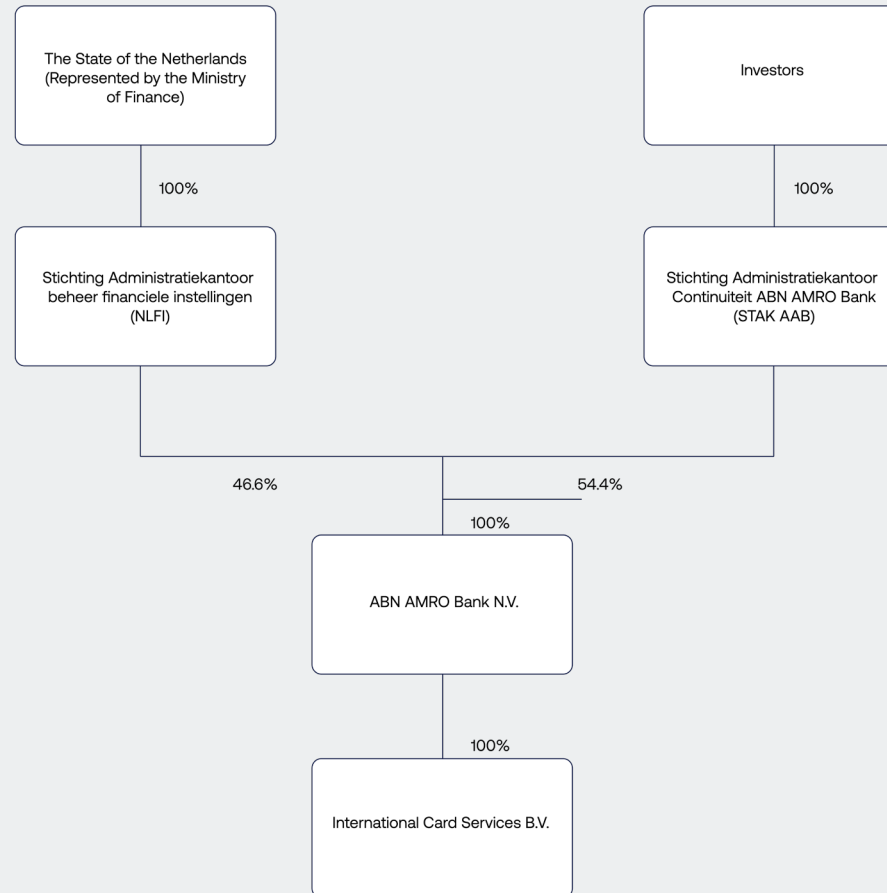 The State of the Netherlands
(Represented by the Ministry
of Finance)
Investors
100%
100%
Stichting Administratiekantoor
beheer financiele instellingen
(NLFI)
Stichting Administratiekantoor
Continuiteit ABN AMRO Bank
(STAK AAB)
46.6%
54.4%
100%
ABN AMRO Bank N.V.
100%
International Card Services B.V.